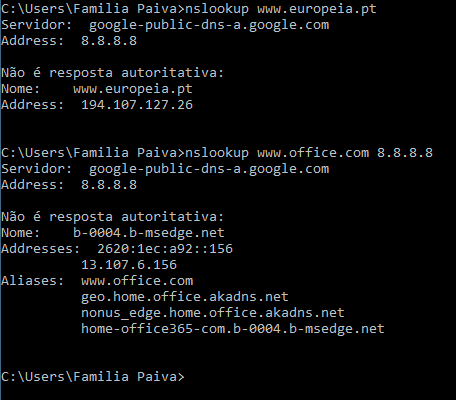 C:\Users\Familia Paiva>nslookup www.europeia.pt
Servidor:  google-public-dns-a.google.com
Address:  8.8.8.8
Não é resposta autoritativa:
Nome:    www.europeia.pt
Address:  194.107.127.26
C:\Users\Familia Paiva>nslookup www.office.com 8.8.8.8
Servidor:  google-public-dns-a.google.com
Address:  8.8.8.8
Não é resposta autoritativa:
Nome:    b-0004.b-msedge.net
Addresses:  2620:1ec:a92::156
          13.107.6.156
Aliases:  www.office.com
          geo.home.office.akadns.net
          nonus_edge.home.office.akadns.net
          home-office365-com.b-0004.b-msedge.net
C:\Users\Familia Paiva>